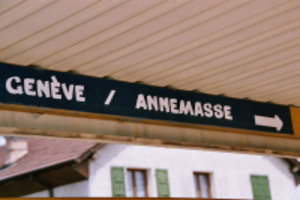 GENÈVE / ANNEMASSE →